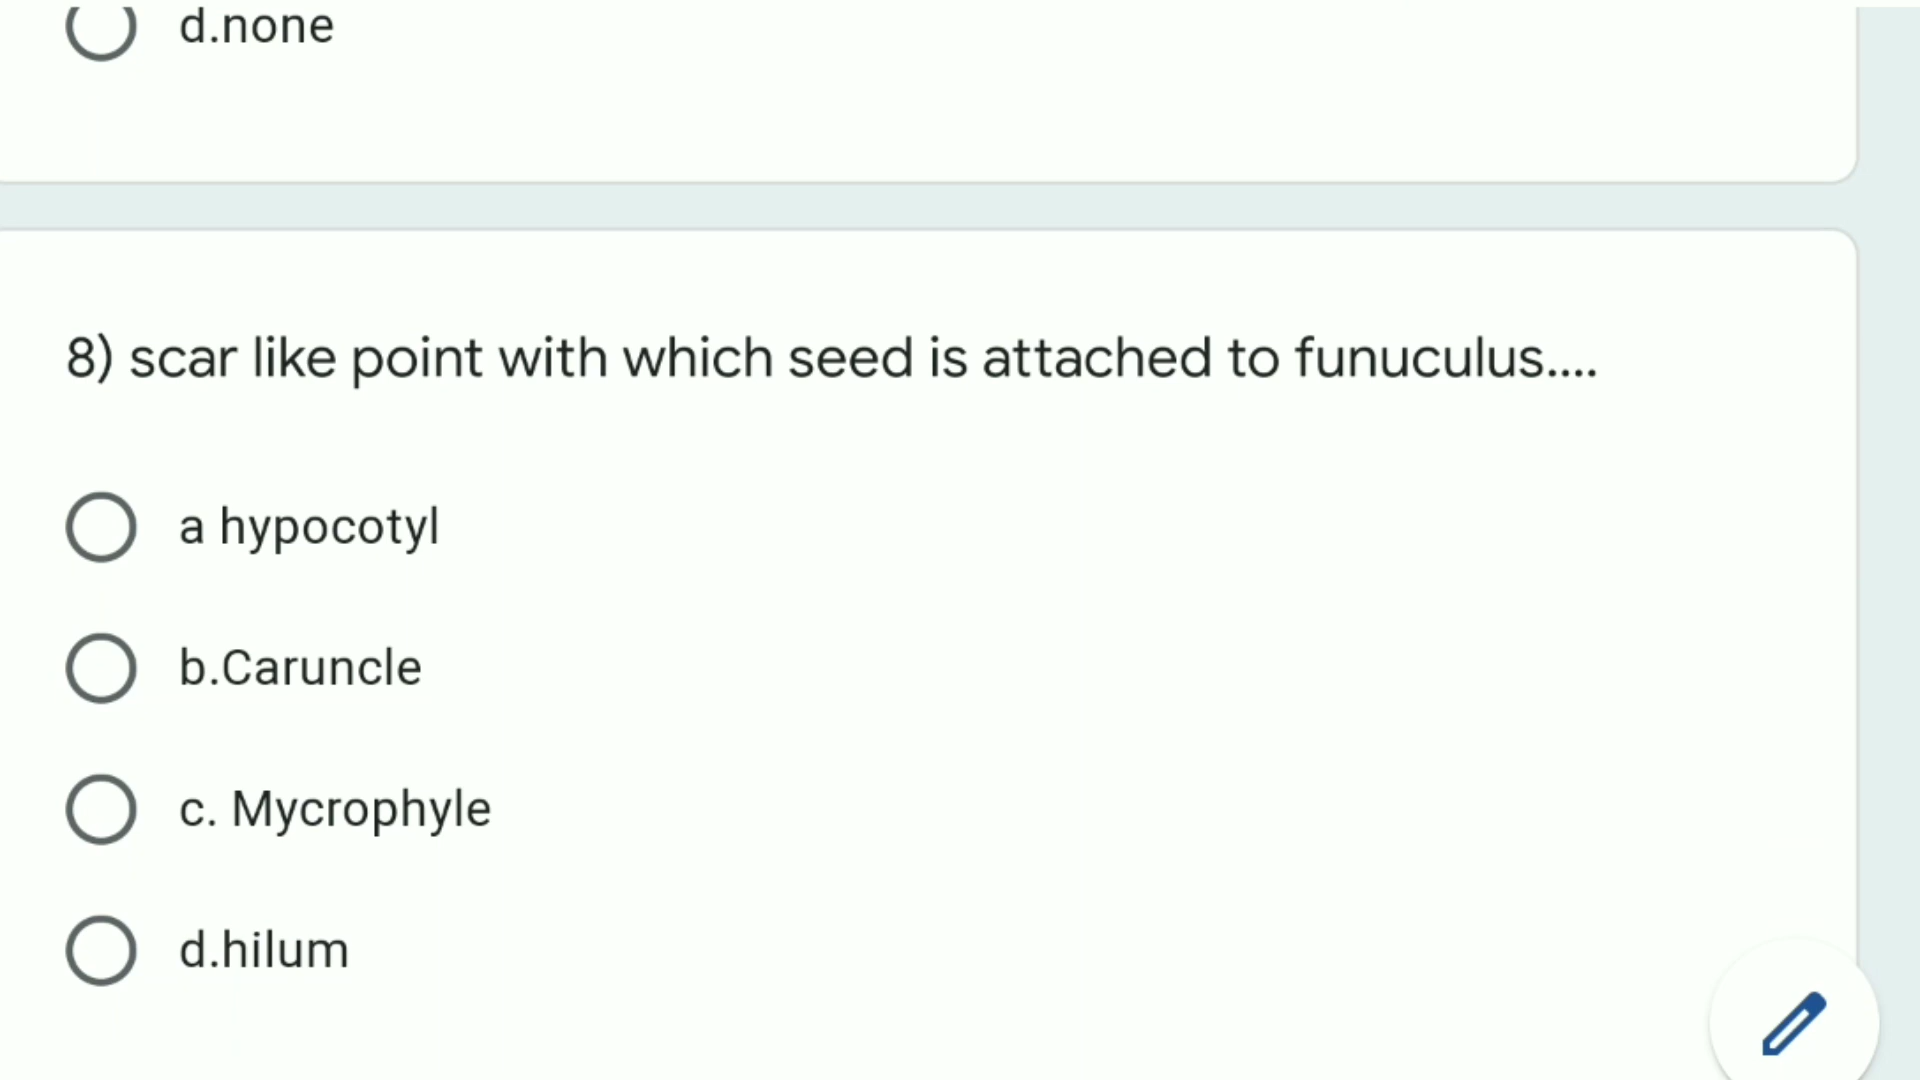 d.none
8) scar like point with which seed is attached to funuculus....
a hypocotyl
b.Caruncle
c. Mycrophyle
d.hilum